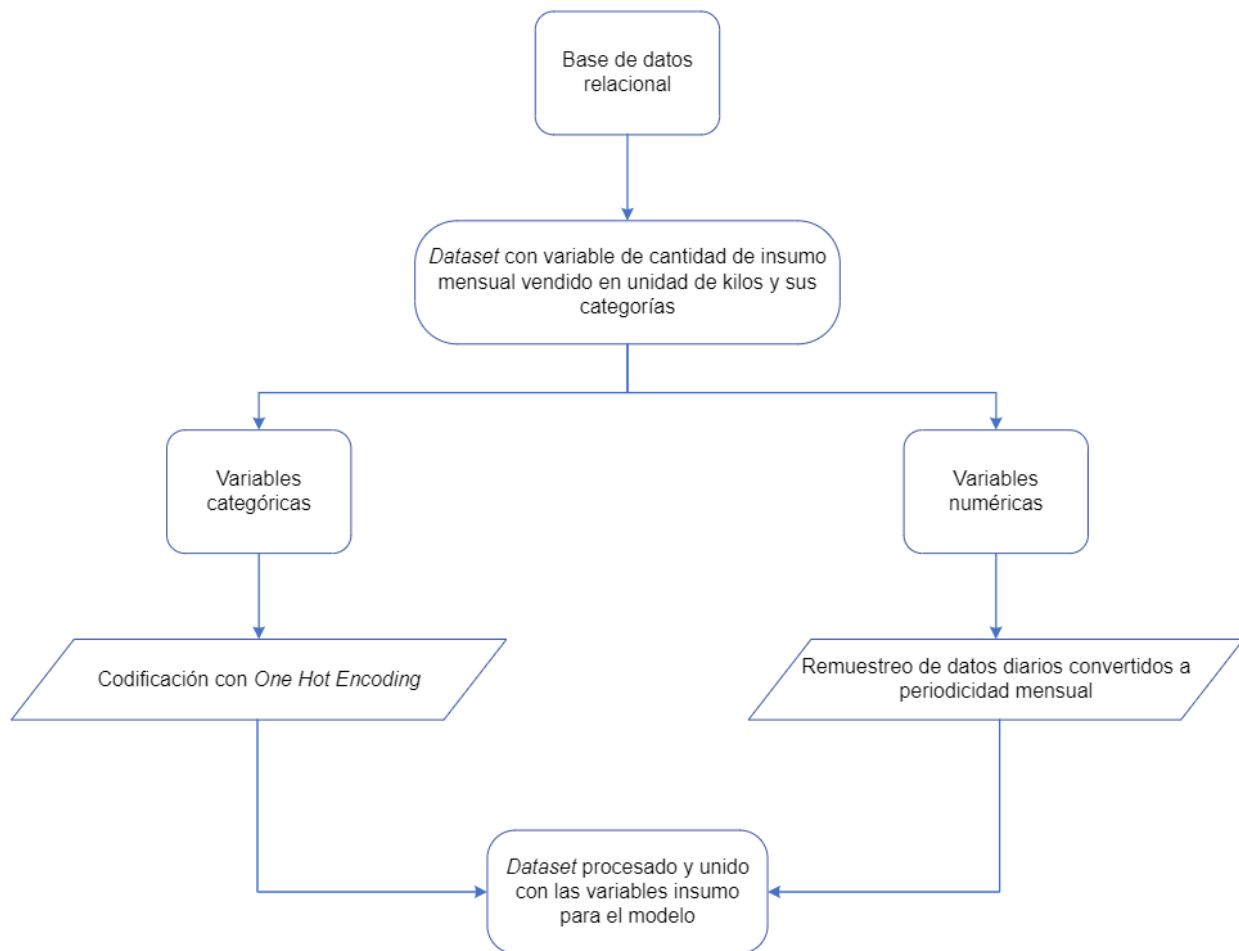 Base de datos
relacional
Dataset con variable de cantidad de insumo
mensual vendido en unidad de kilos y sus
categorías
Variables
categóricas
Variables
numéricas
Codificación con One Hot Encoding
Remuestreo de datos diarios convertidos a
periodicidad mensual
Dataset procesado y unido
con las variables insumo
para el modelo